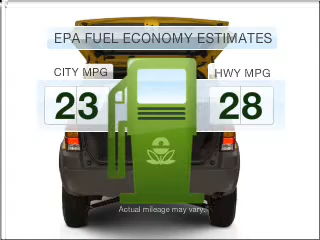 EPA FUEL ECONOMY ESTIMATES
CITY MPG
HWY MPG
23
28
Actual mileage may vary.